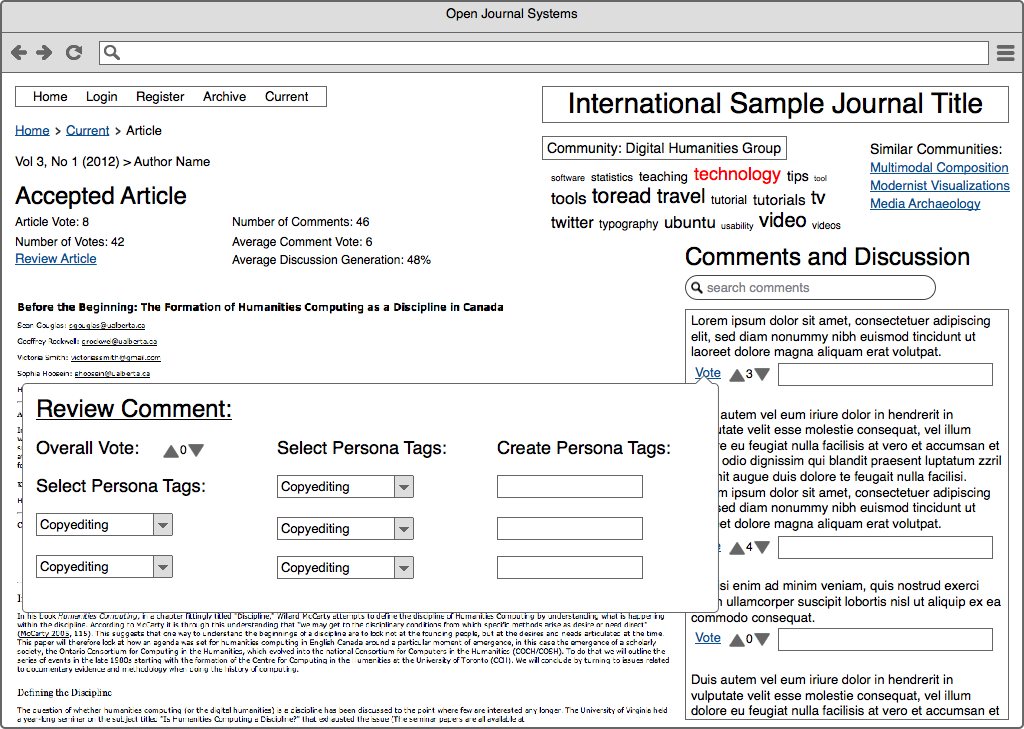 Open Journal Systems
Home Login Register Archive Current
Home > Current > Article
Vol 3, No 1 (2012) > Author Name
Accepted Article
Article Vote: 8
Number of Votes: 42
Review Article
Number of Comments: 46
Average Comment Vote: 6
Average Discussion Generation: 48%
International Sample Journal Title
Community: Digital Humanities Group
software statistics teaching technology tips tool
tools toread travel tutorial tutorials tv
twitter typography ubuntu usability video videos
Similar Communities:
Multimodal Composition
Modernist Visualizations
Media Archaeology
Before the Beginning: The Formation of Humanities Computing as a Discipline in Canada
Sean Gouglas: sgouglas@ualberta.ca
Geoffrey Rockwell: grockwel@ualberta.ca
Victoria Smith: victoriassmith@gmail.com
Sophia Hoosein: shoosein@ualberta.ca
Review Comment:
Overall Vote: 0
Select Persona Tags:
Copyediting
Copyediting
Select Persona Tags:
Copyediting
Copyediting
Copyediting
Create Persona Tags:
In his book Humanities Computing, in a chapter fittingly titled "Discipline," Willard McCarty attempts to define the discipline of Humanities Computing by understanding what is happening
within the discipline. According to McCarty it is through this understanding that "we may get to the disciplinary conditions from which specific methods arise as desire or need direct"
(McCarty 2005, 115). This suggests that one way to understand the beginnings of a discipline are to look not at the founding people, but at the desires and needs articulated at the time.
This paper will therefore look at how an agenda was set for humanities computing in English Canada around a particular moment of emergence, in this case the emergence of a scholarly
society, the Ontario Consortium for Computing in the Humanities, which evolved into the national Consortium for Computers in the Humanities (COCH/COSH). To do that we will outline the
series of events in the late 1980s starting with the formation of the Centre for Computing in the Humanities at the University of Toronto (CCH). We will conclude by turning to issues related
to documentary evidence and methodology when doing the history of computing.
Defining the Discipline
The question of whether humanities computing (or the digital humanities) is a discipline has been discussed to the point where few are interested any longer. The University of Virginia held
a year-long seminar on the subject titled "Is Humanities Computing a Discipline?" that exhausted the issue (The seminar papers are all available at
Comments and Discussion
search comments
Lorem ipsum dolor sit amet, consectetuer adipiscing
elit, sed diam nonummy nibh euismod tincidunt ut
laoreet dolore magna aliquam erat volutpat.
Vote 3
autem vel eum iriure dolor in hendrerit in
utate velit esse molestie consequat, vel illum
re eu feugiat nulla facilisis at vero et accumsan et
odio dignissim qui blandit praesent luptatum zzril
nit augue duis dolore te feugait nulla facilisi.
m ipsum dolor sit amet, consectetuer adipiscing
sed diam nonummy nibh euismod tincidunt ut
et dolore magna aliquam erat volutpat.
e 4
si enim ad minim veniam, quis nostrud exerci
ullamcorper suscipit lobortis nisl ut aliquip ex ea
commodo consequat.
Vote 0
Duis autem vel eum iriure dolor in hendrerit in
vulputate velit esse molestie consequat, vel illum
dolore eu feugiat nulla facilisis at vero et accumsan et